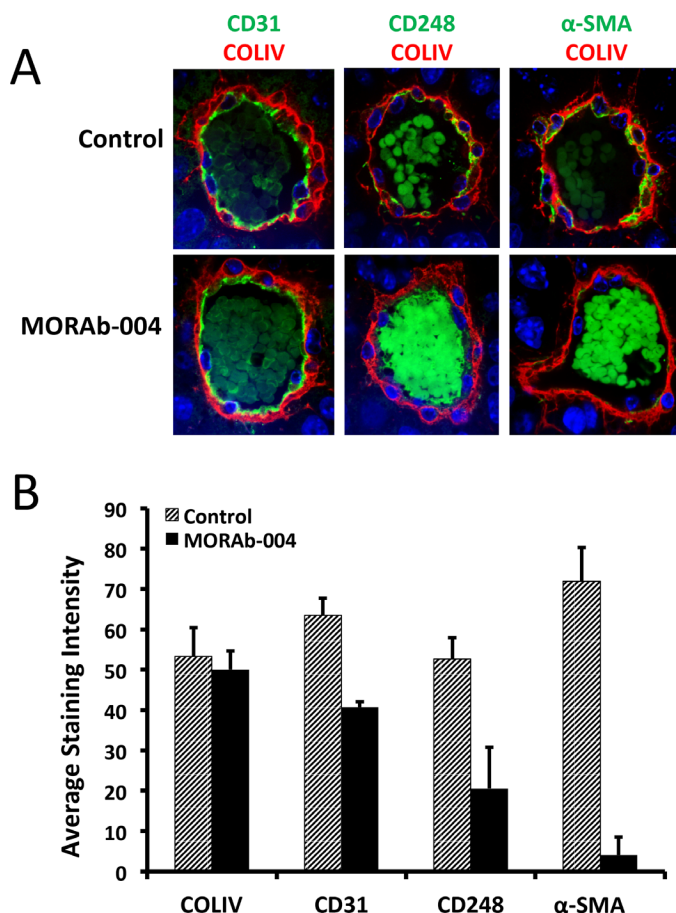 A
CD31 CD248 α-SMA
COLIV COLIV COLIV
Control
MORAb-004
B
Control
MORAb-004
Average Staining Intensity
90
80
70
60
50
40
30
20
10
0
COLIV CD31 CD248 α-SMA